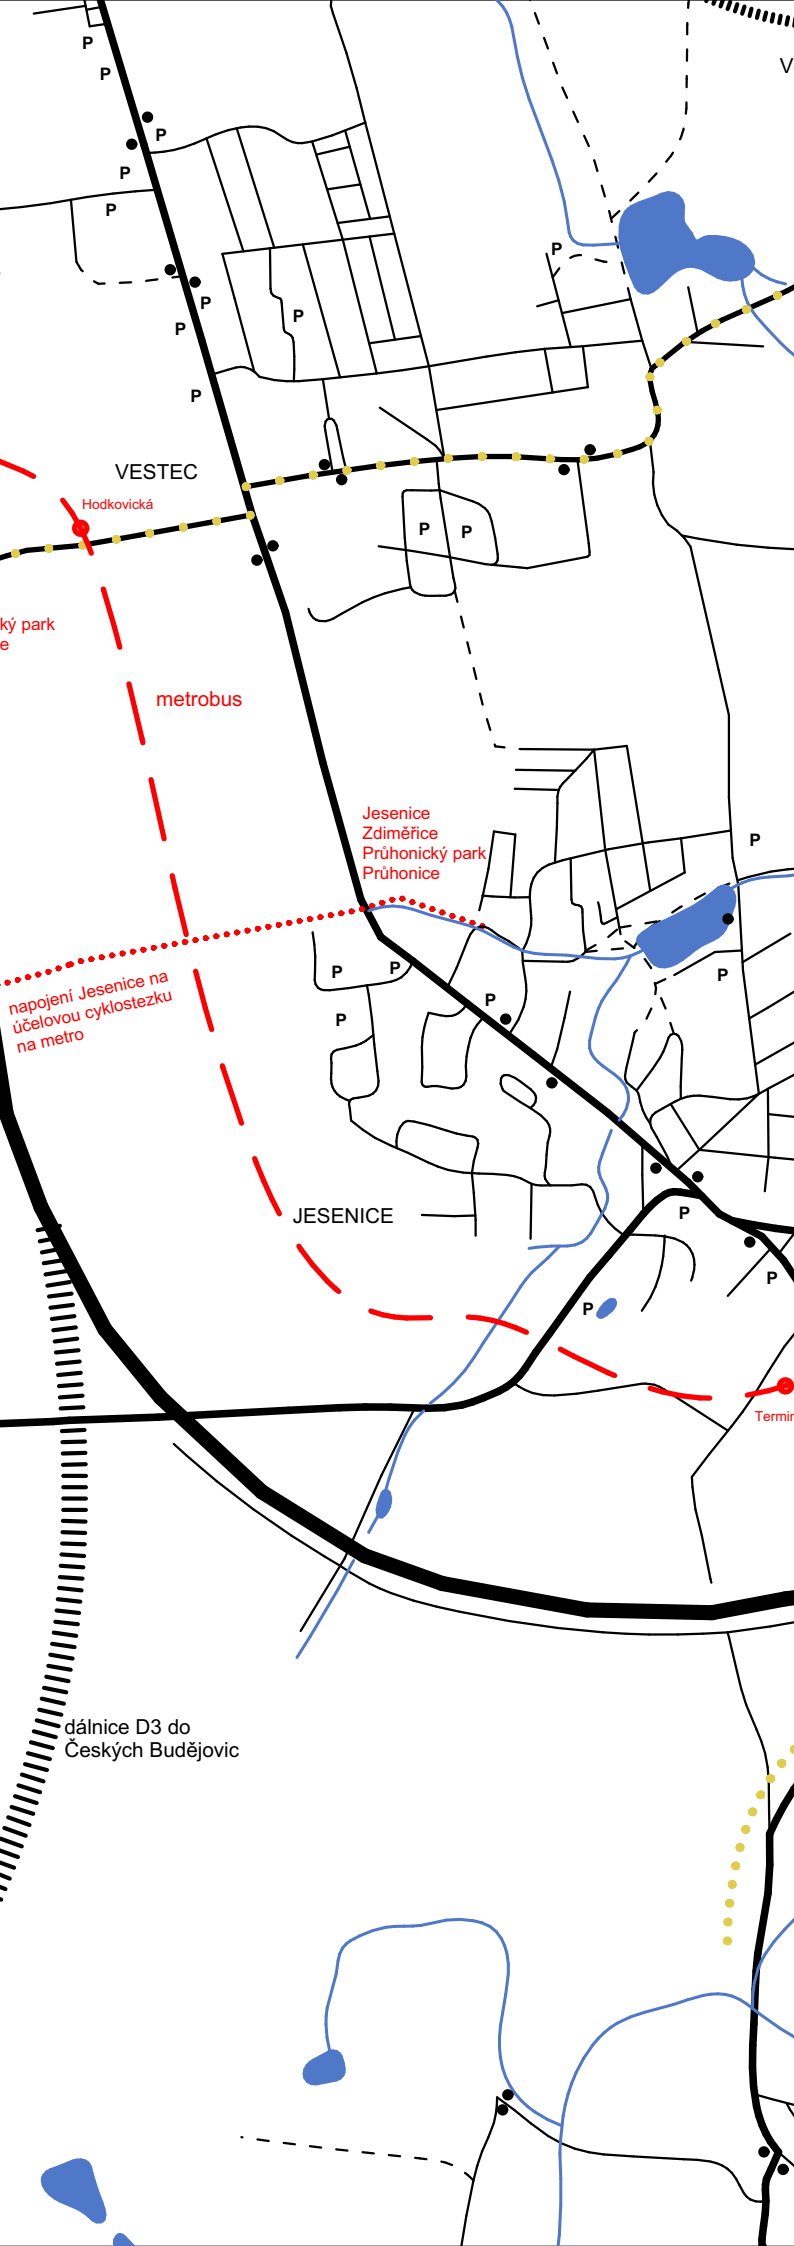 P
P
V
P
P
P
P
P
P
P
P
VESTEC
Hodkovická
P
P
ký park
e
metrobus
Jesenice
Zdiměřice
Průhonický park
Průhonice
P
P
P
P
P
P
napojení Jesenice na
účelovou cyklostezku
na metro
JESENICE
P
P
P
Termin
dálnice D3 do
Českých Budějovic